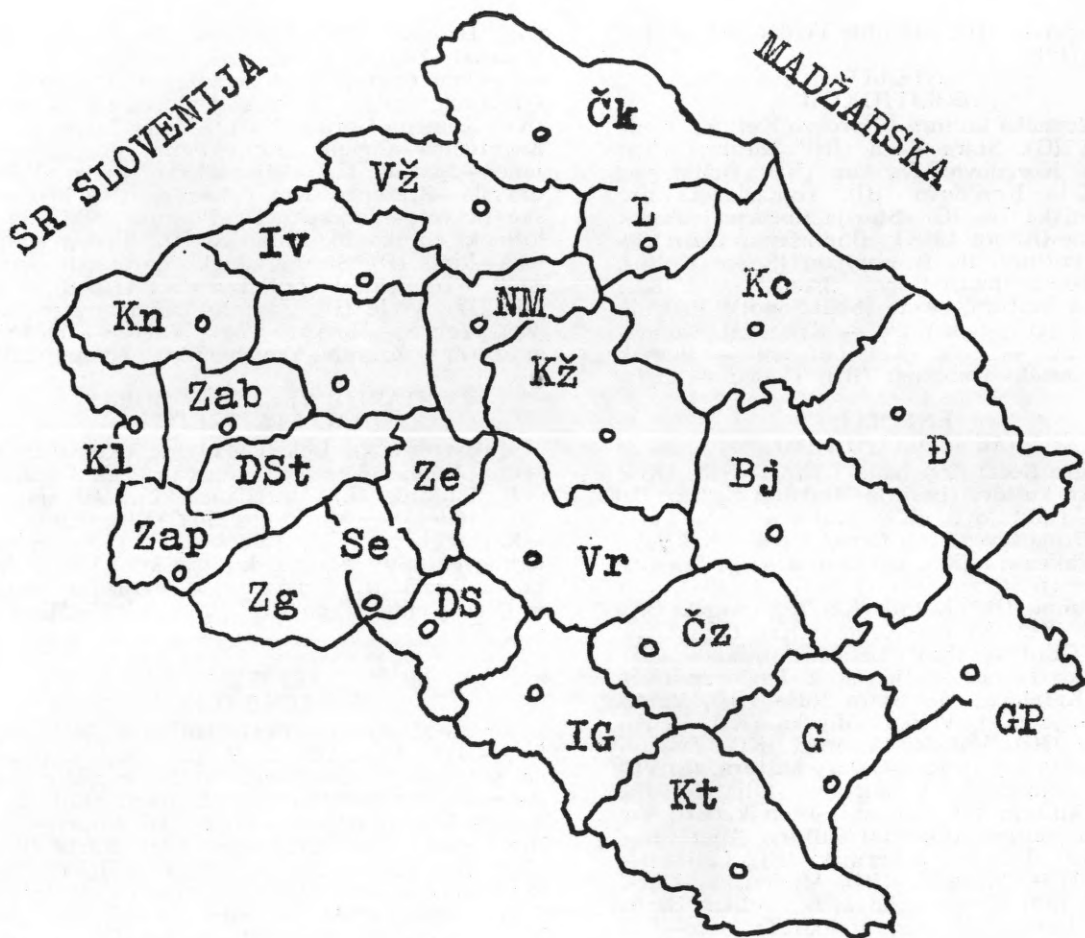 SR SLOVENIJA
MADŽARSKA
Čk
Vž
L
Iv
Kc
NM
Kn
Kž
Zab
Đ
Kl
DSt
Ze
Bj
Zap
Se
Vr
Zg
DS
Čz
GP
IG
G
Kt